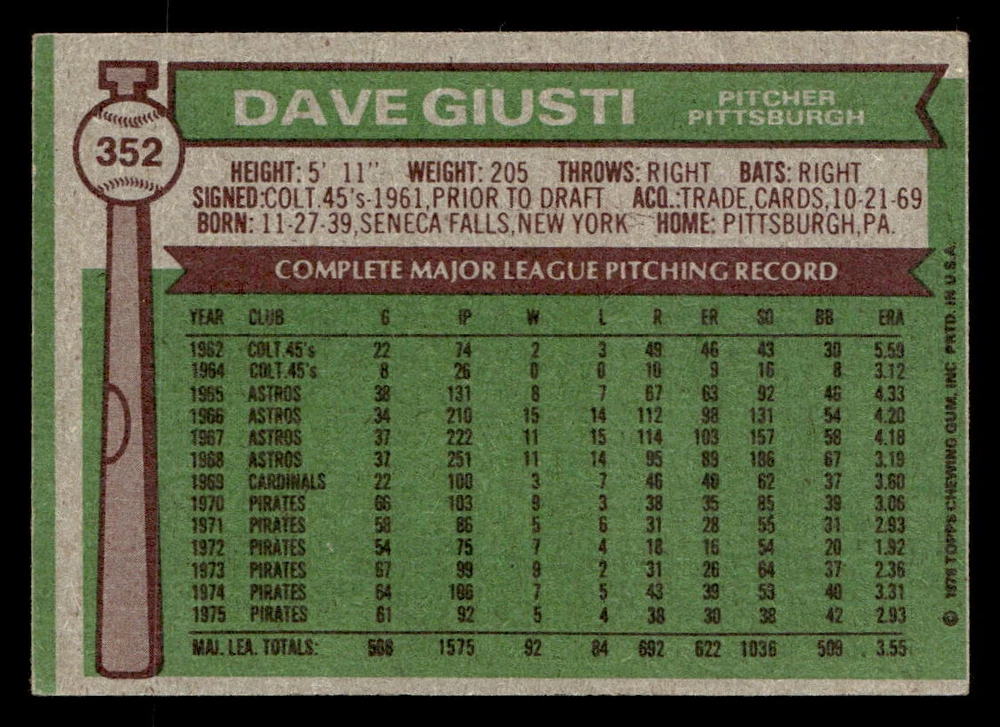 352
DAVE GIUSTI
PITCHER
PITTSBURGH
HEIGHT: 5' 11" WEIGHT: 205 THROWS: RIGHT BATS: RIGHT
SIGNED: COLT.45's-1961, PRIOR TO DRAFT ACQ.: TRADE, CARDS, 10-21-69
BORN: 11-27-39, SENECA FALLS, NEW YORK HOME: PITTSBURGH, PA.
COMPLETE MAJOR LEAGUE PITCHING RECORD
YEAR CLUB G IP W L R ER SO BB ERA
1962 COLT.45's 22 74 2 3 49 46 43 30 5.59
1964 COLT.45's 8 26 0 0 10 9 16 8 3.12
1965 ASTROS 38 131 8 7 67 63 92 46 4.33
1966 ASTROS 34 210 15 14 112 98 131 54 4.20
1967 ASTROS 37 222 11 15 114 103 157 58 4.18
1968 ASTROS 37 251 11 14 95 89 186 67 3.19
1969 CARDINALS 22 100 3 7 46 40 62 37 3.60
1970 PIRATES 66 103 9 3 38 35 85 39 3.06
1971 PIRATES 58 86 5 6 31 28 55 31 2.93
1972 PIRATES 54 75 7 4 18 16 54 20 1.92
1973 PIRATES 67 99 9 2 31 26 64 37 2.36
1974 PIRATES 64 106 7 5 43 39 53 40 3.31
1975 PIRATES 61 92 5 4 38 30 38 42 2.93
MAJ. LEA. TOTALS: 568 1575 92 84 692 622 1036 509 3.55
© 1976 TOPPS CHEWING GUM, INC. PRTD. IN U.S.A.